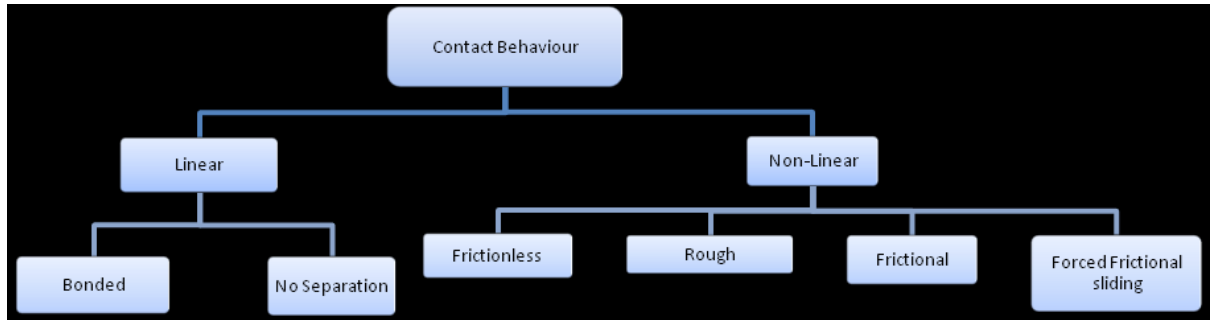 Contact Behaviour
Linear
Non-Linear
Bonded
No Separation
Frictionless
Rough
Frictional
Forced Frictional
sliding